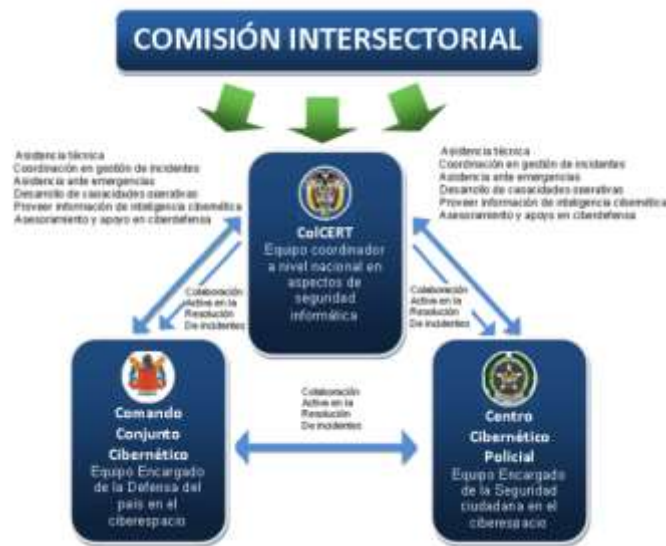 COMISIÓN INTERSECTORIAL
Asistencia técnica
Coordinación en gestión de incidentes
Asistencia ante emergencias
Desarrollo de capacidades operativas
Proveer información de inteligencia cibernética
Asesoramiento y apoyo en ciberdefensa
Asistencia técnica
Coordinación en gestión de incidentes
Asistencia ante emergencias
Desarrollo de capacidades operativas
Proveer información de inteligencia cibernética
Asesoramiento y apoyo en ciberdefensa
ColCERT
Equipo coordinador
a nivel nacional en
aspectos de
seguridad
informática
Colaboración
Activa en la
Resolución
De incidentes
Colaboración
Activa en la
Resolución
De incidentes
Comando
Conjunto
Cibernético
Equipo Encargado
de la Defensa del
país en el
ciberespacio
Colaboración
Activa en la
Resolución
De incidentes
Centro
Cibernético
Policial
Equipo Encargado
de la Seguridad
ciudadana en el
ciberespacio